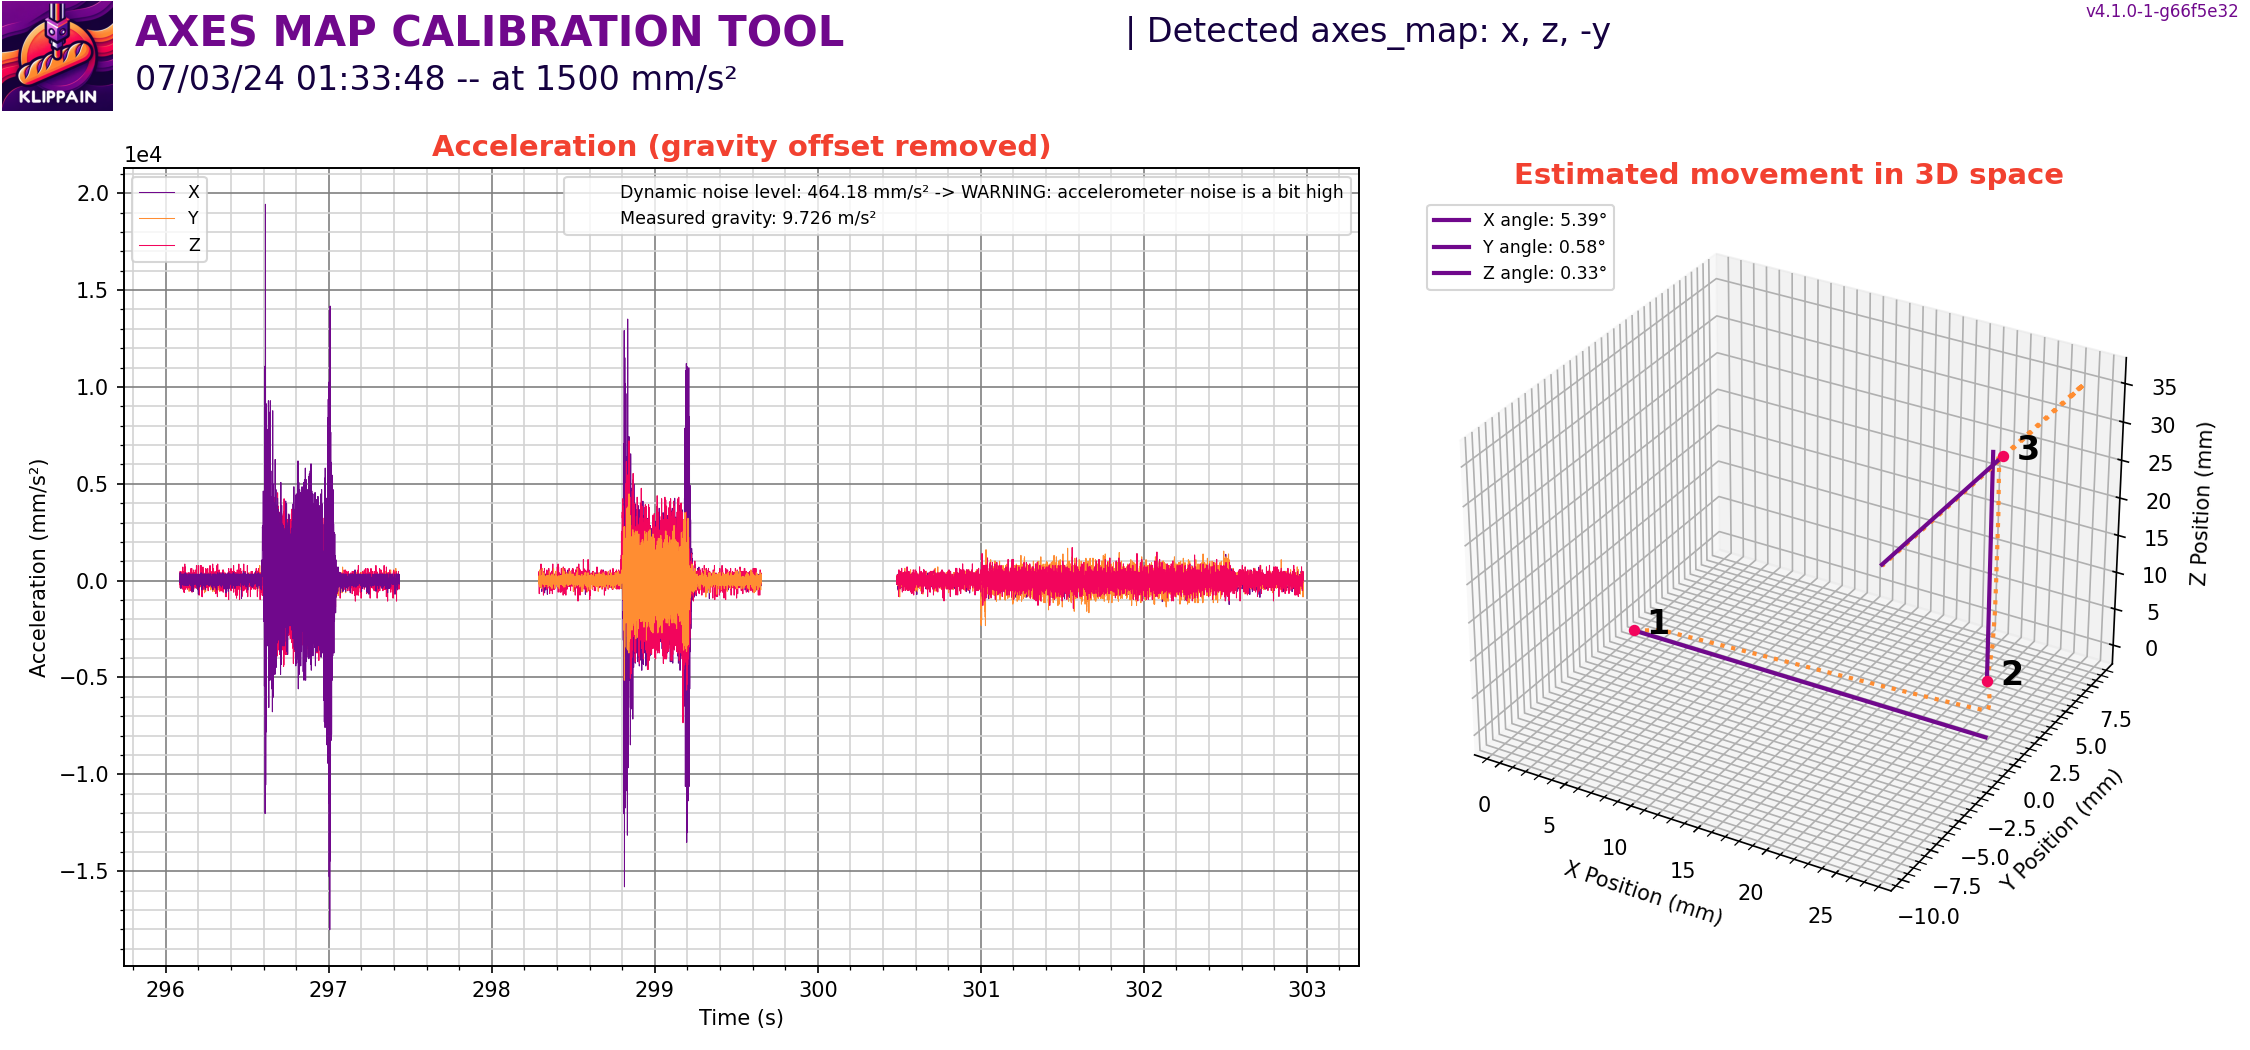 KLIPPAIN
AXES MAP CALIBRATION TOOL
| Detected axes_map: x, z, -y
v4.1.0-1-g66f5e32
07/03/24 01:33:48 -- at 1500 mm/s²
Acceleration (gravity offset removed)
1e4
X
Y
Z
Dynamic noise level: 464.18 mm/s² -> WARNING: accelerometer noise is a bit high
Measured gravity: 9.726 m/s²
2.0
1.5
1.0
0.5
0.0
−0.5
−1.0
−1.5
Acceleration (mm/s²)
296 297 298 299 300 301 302 303
Time (s)
Estimated movement in 3D space
X angle: 5.39°
Y angle: 0.58°
Z angle: 0.33°
1
2
3
35
30
25
20
15
10
5
0
Z Position (mm)
7.5
5.0
2.5
0.0
−2.5
−5.0
−7.5
−10.0
Y Position (mm)
0
5
10
15
20
25
X Position (mm)